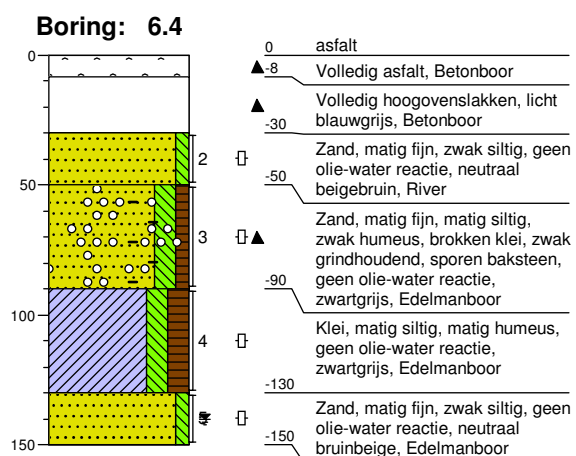 Boring: 6.4
0
50
100
150
2
3
4
0 asfalt
-8 Volledig asfalt, Betonboor
Volledig hoogovenslakken, licht
blauwgrijs, Betonboor
-30
Zand, matig fijn, zwak siltig, geen
olie-water reactie, neutraal
beigebruin, River
-50
Zand, matig fijn, matig siltig,
zwak humeus, brokken klei, zwak
grindhoudend, sporen baksteen,
geen olie-water reactie,
zwartgrijs, Edelmanboor
-90
Klei, matig siltig, matig humeus,
geen olie-water reactie,
zwartgrijs, Edelmanboor
-130
Zand, matig fijn, zwak siltig, geen
olie-water reactie, neutraal
bruinbeige, Edelmanboor
-150